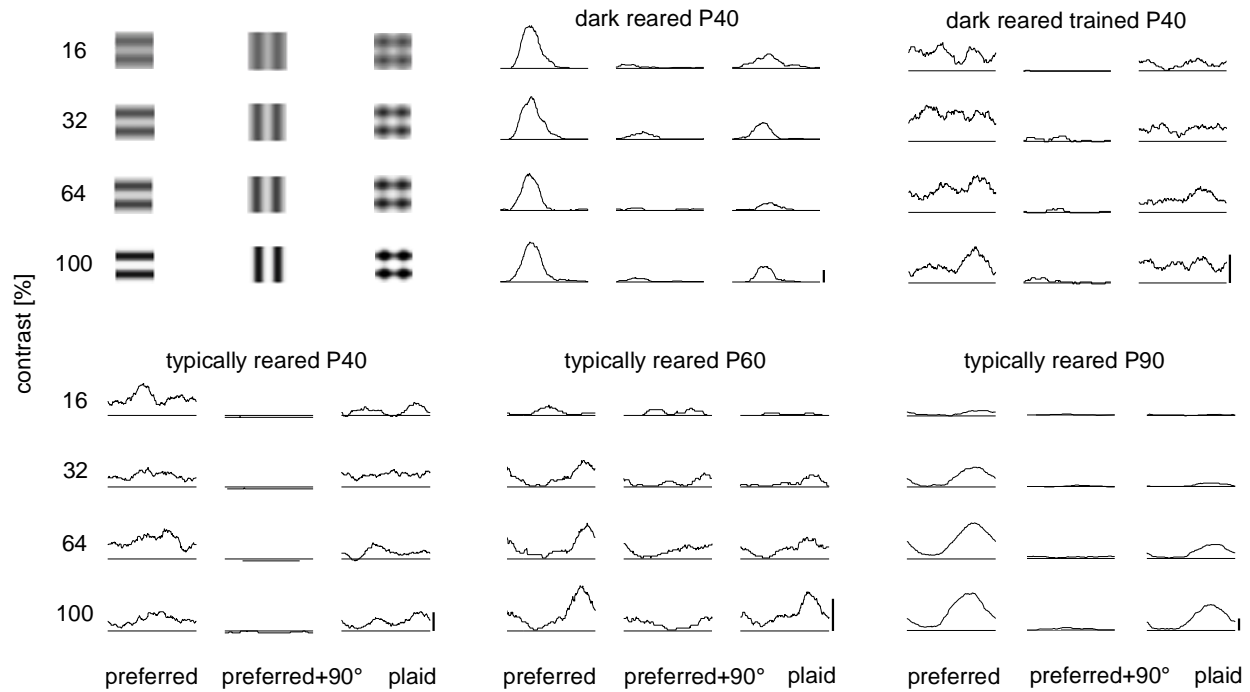 dark reared P40
dark reared trained P40
16
32
64
100
contrast [%]
typically reared P40
typically reared P60
typically reared P90
16
32
64
100
preferred preferred+90° plaid
preferred preferred+90° plaid
preferred preferred+90° plaid